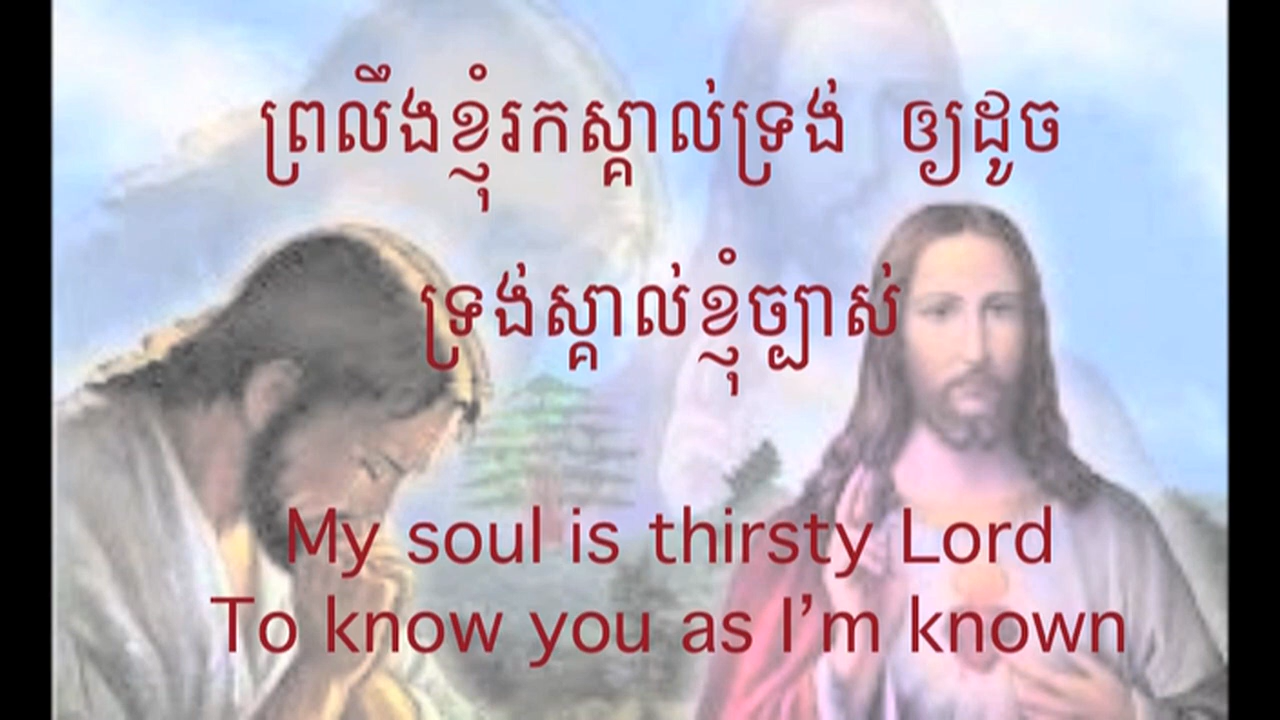 ព្រលឹងខ្ញុំរកស្គាល់ទ្រង់ ឲ្យដូច
ទ្រង់ស្គាល់ខ្ញុំច្បាស់
My soul is thirsty Lord
To know you as I’m known